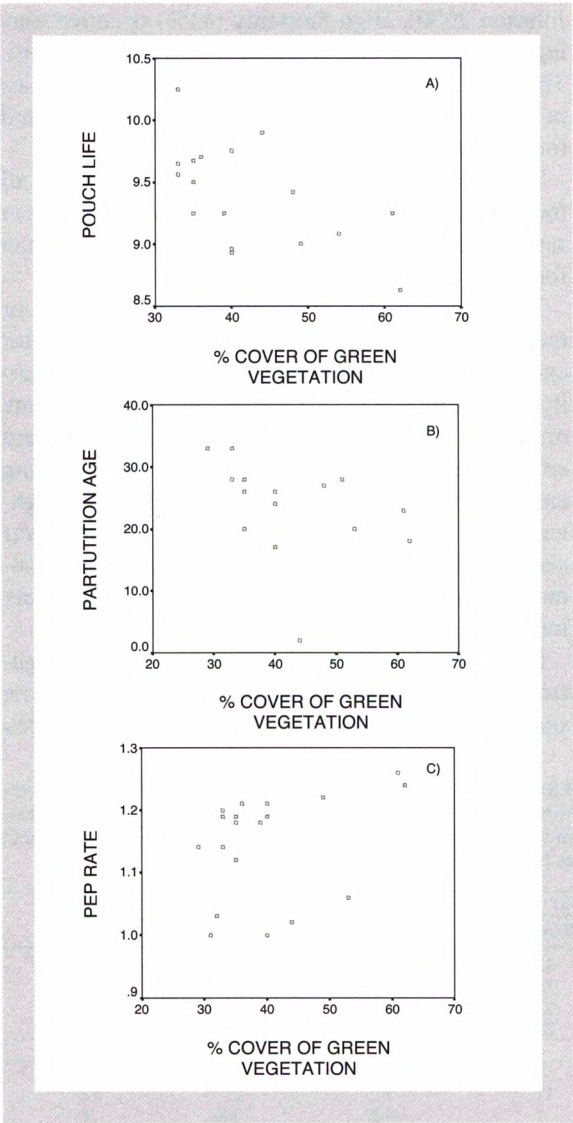 10.5
A)
10.0
9.5
9.0
8.5
POUCH LIFE
30 40 50 60 70
% COVER OF GREEN
VEGETATION
40.0
B)
30.0
20.0
10.0
0.0
PARTUTITION AGE
20 30 40 50 60 70
% COVER OF GREEN
VEGETATION
1.3
C)
1.2
1.1
1.0
.9
PEP RATE
20 30 40 50 60 70
% COVER OF GREEN
VEGETATION